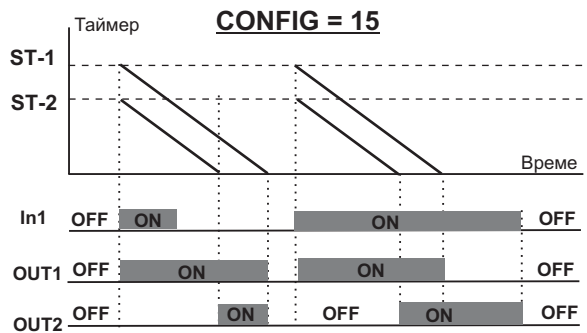 CONFIG = 15
Таймер
ST-1
ST-2
Време
In1 OFF ON ON OFF
OUT1 OFF ON ON OFF
OUT2 OFF ON OFF ON OFF